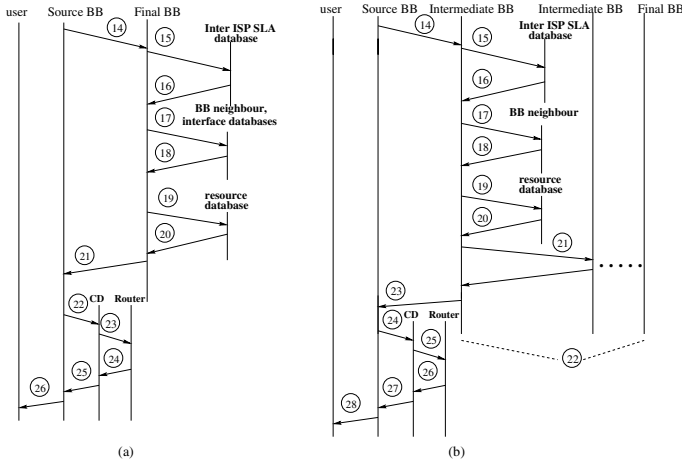 user
Source BB
Final BB
14
15
Inter ISP SLA
database
16
BB neighbour,
interface databases
17
18
resource
database
19
20
21
22
CD
Router
23
24
25
26
(a)
user
Source BB
Intermediate BB
Intermediate BB
Final BB
14
15
Inter ISP SLA
database
16
17
BB neighbour
18
19
resource
database
20
21
23
24
CD
Router
25
22
26
27
28
(b)